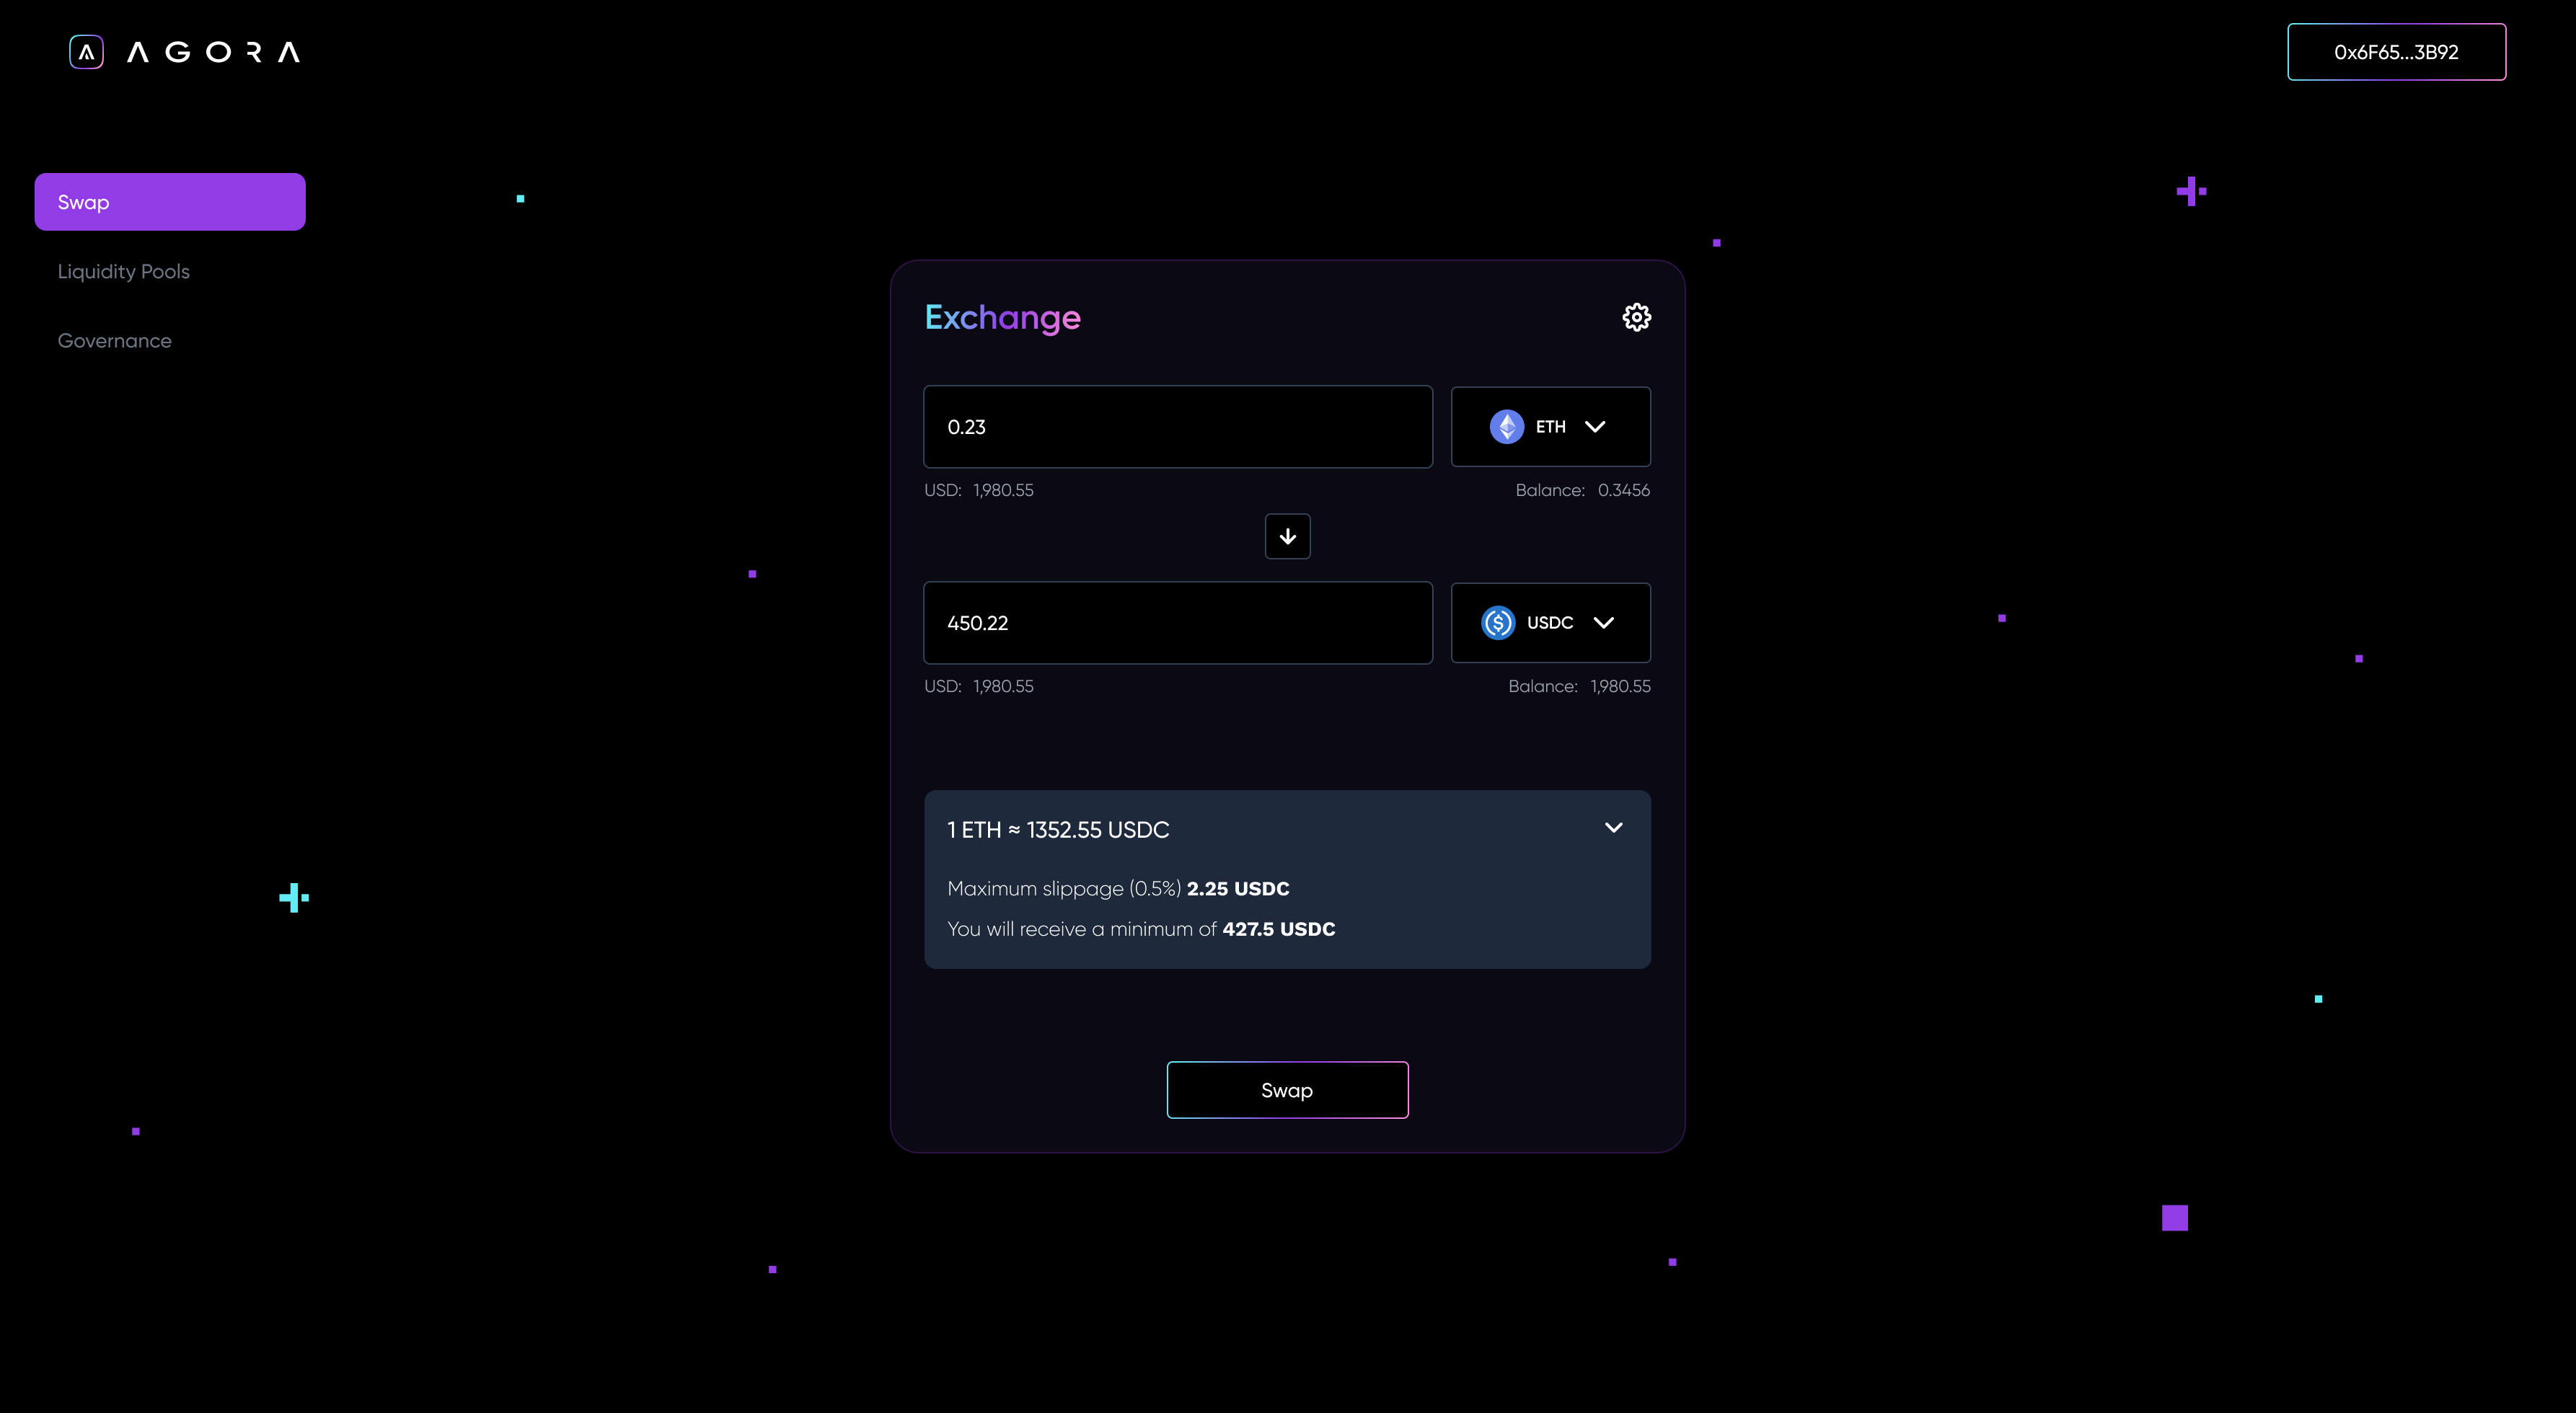 AGORA
0x6F65...3B92
Swap
Liquidity Pools
Governance
Exchange
0.23
ETH
USD: 1,980.55
Balance: 0.3456
450.22
USDC
USD: 1,980.55
Balance: 1,980.55
1 ETH ≈ 1352.55 USDC
Maximum slippage (0.5%) 2.25 USDC
You will receive a minimum of 427.5 USDC
Swap